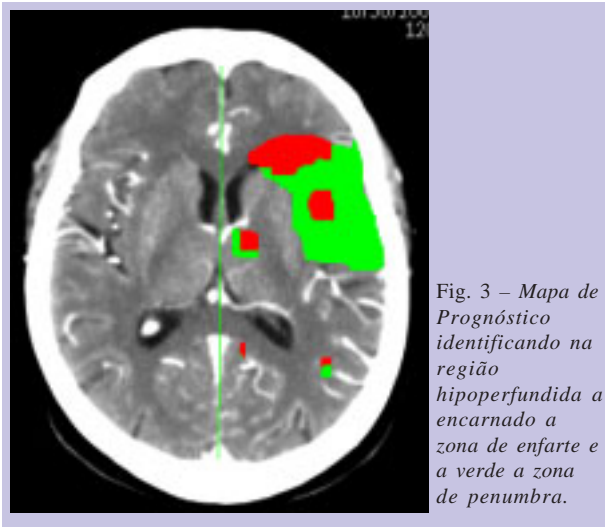 Fig. 3 – Mapa de
Prognóstico
identificando na
região
hipoperfundida a
encarnado a
zona de enfarte e
a verde a zona
de penumbra.